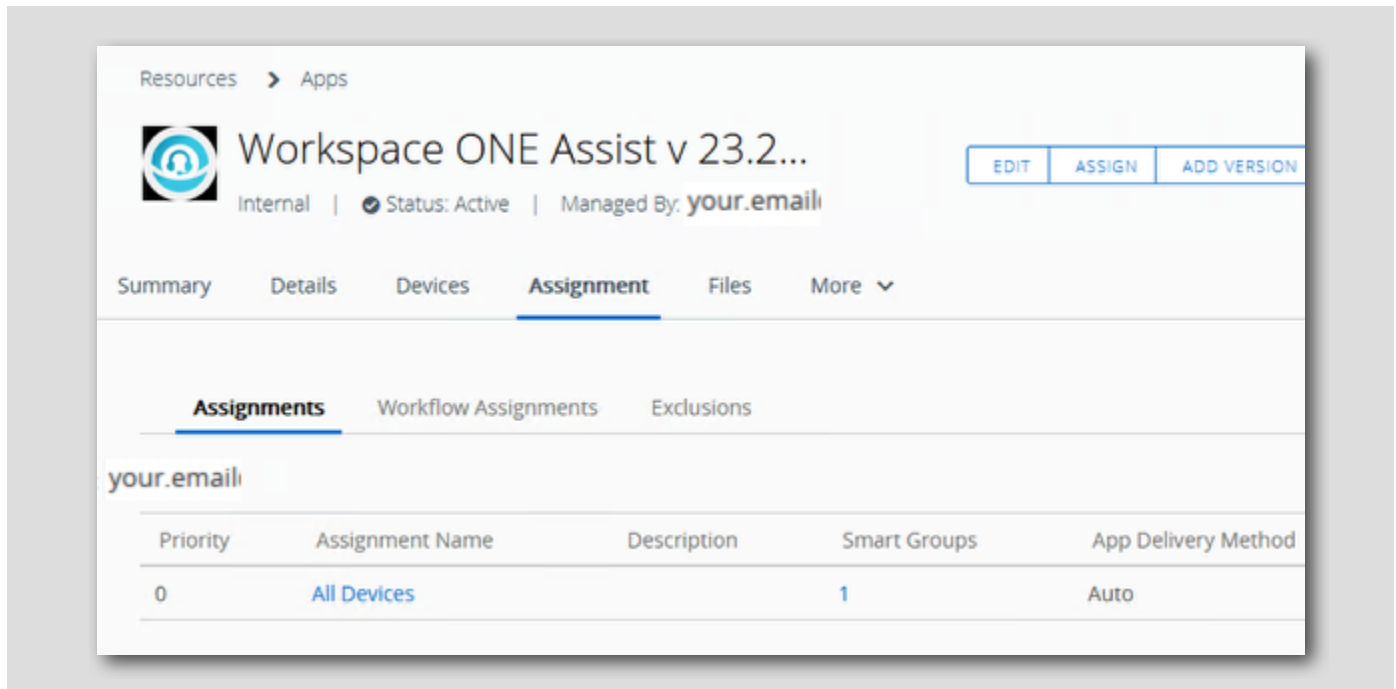 Resources > Apps
Workspace ONE Assist v 23.2...
EDIT ASSIGN ADD VERSION
Internal | Status: Active | Managed By: your.email
Summary Details Devices Assignment Files More
Assignments Workflow Assignments Exclusions
your.email
Priority Assignment Name Description Smart Groups App Delivery Method
0 All Devices 1 Auto